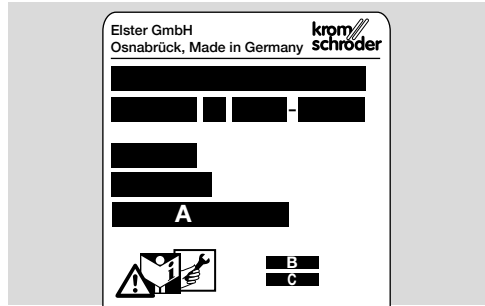 Elster GmbH
Osnabrück, Made in Germany
krom
schroder
-
A
B
C